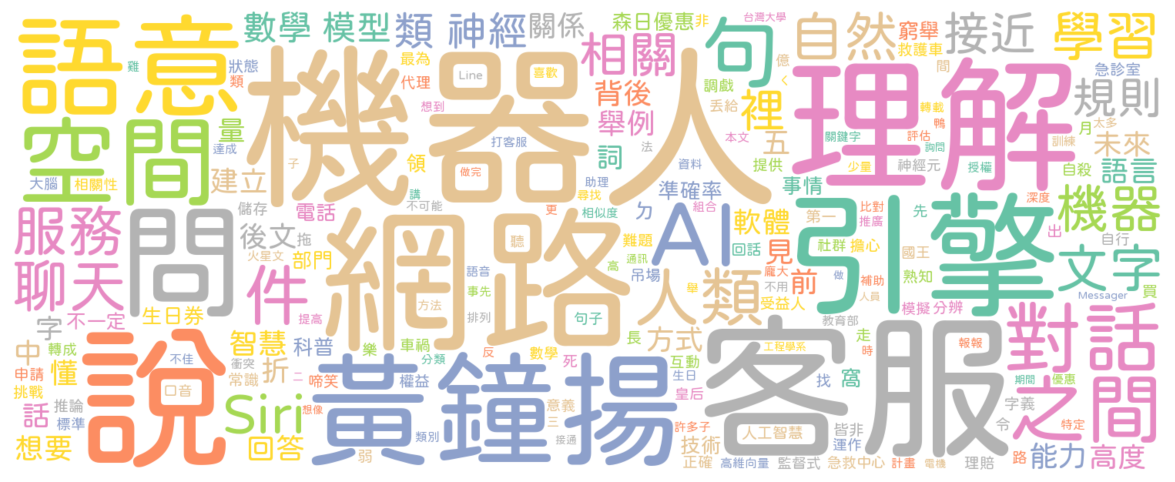 語意
數學
模型
類
神經
關係
森日優惠
非
台灣大學
自然
窮舉
接近
學習
機器人
相關
句
救護車
間
急診室
雞
狀態
類
最為
代理
Line
喜歡
背後
調戲
億
く
丟給
裡
理解
規則
空間
量
想到
舉例
轉載
鴨
太多
月
未來
達成
打客服
本文
五
關鍵字
評估
詢問
訓練
大腦
相關性
建立
領
子
做完
助理
法
詞
資料
提供
少量
神經元
授權
自殺
語言
服務
問
儲存
電話
講
不可能
尋找
更
相似度
組合
準確率
事情
比對
推廣
先
深度
機器
後文
拖
網路
聽
ㄉ
AI
軟體
第一
見
社群
擔心
引擎
出
自行
火星文
部門
難題
回話
國王
文字
聊天
件
語音
高
通訊
吊場
龐大
前
補助
熟知
買
不一定
生日券
方法
事先
舉
人類
不用
做
人員
模擬
分辨
Messager
字
提高
排列
句子
受益人
教育部
對話
中
轉成
說
不佳
智慧
科普
樂
車禍
數學
長
方式
走
客服
申請
懂
衝突
分類
反
死
互動
工程學系
時
報報
挑戰
口音
常識
二
折
黃鐘揚
啼笑
權益
生日
找
窩
期間
優惠
之間
話
推論
標準
Siri
想像
意義
皇后
字義
令
特定
想要
回答
弱
類別
三
接通
許多子
技術
人工智慧
皆非
運作
路
能力
高度
正確
高維向量
監督式
急救中心
計畫
電機
理賠